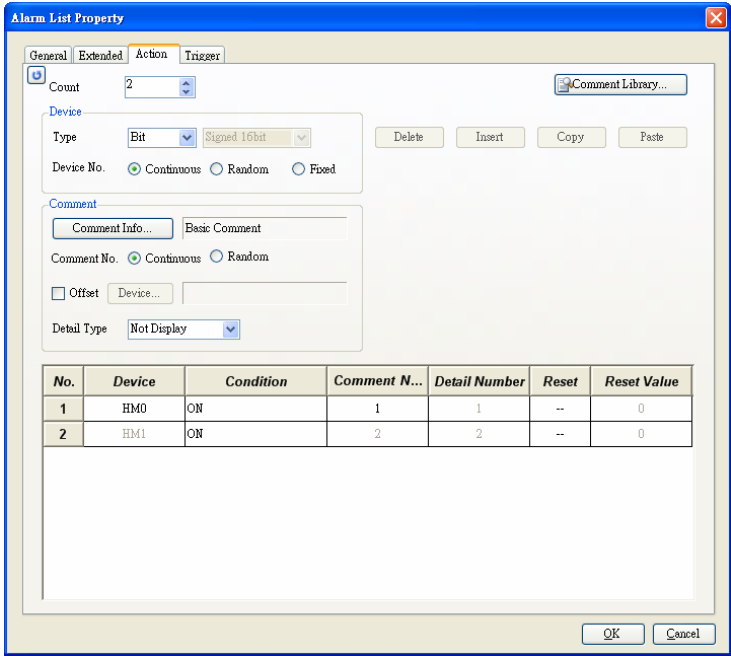 Alarm List Property
General Extended Action Trigger
Count 2 Comment Library...
Device
Type Bit Signed 16bit Delete Insert Copy Paste
Device No. Continuous Random Fixed
Comment
Comment Info... Basic Comment
Comment No. Continuous Random
Offset Device...
Detail Type Not Display
No. Device Condition Comment N... Detail Number Reset Reset Value
1 HM0 ON 1 1 -- 0
2 HM1 ON 2 2 -- 0
OK Cancel